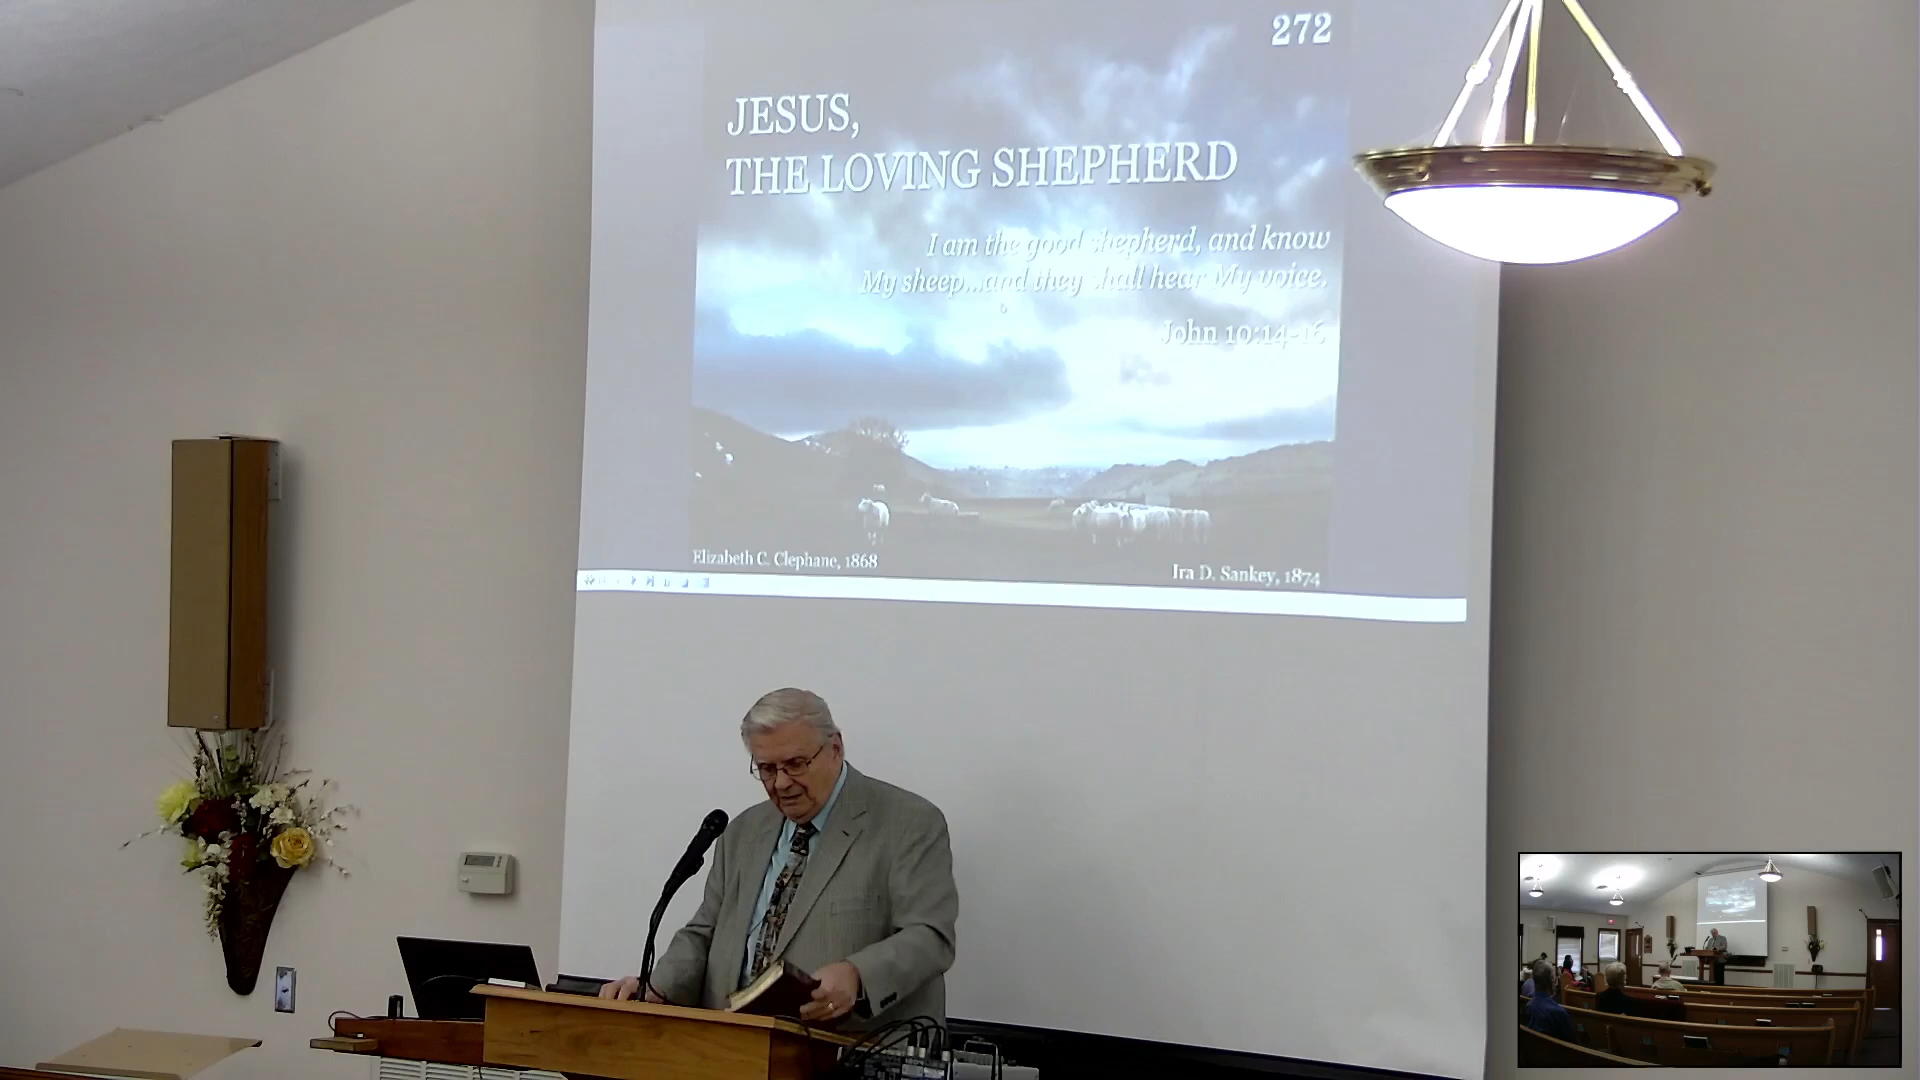 272
JESUS,
THE LOVING SHEPHERD
I am the good shepherd, and know
My sheep...and they shall hear My voice.
John 10:14-16
Elizabeth C. Clephane, 1868
Ira D. Sankey, 1874